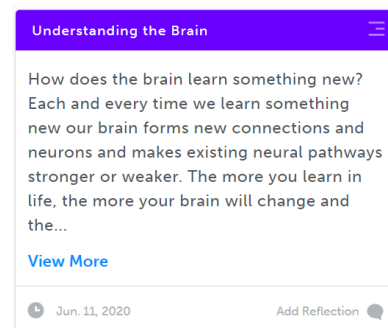 Understanding the Brain
How does the brain learn something new?
Each and every time we learn something
new our brain forms new connections and
neurons and makes existing neural pathways
stronger or weaker. The more you learn in
life, the more your brain will change and
the...
View More
Jun. 11, 2020 Add Reflection